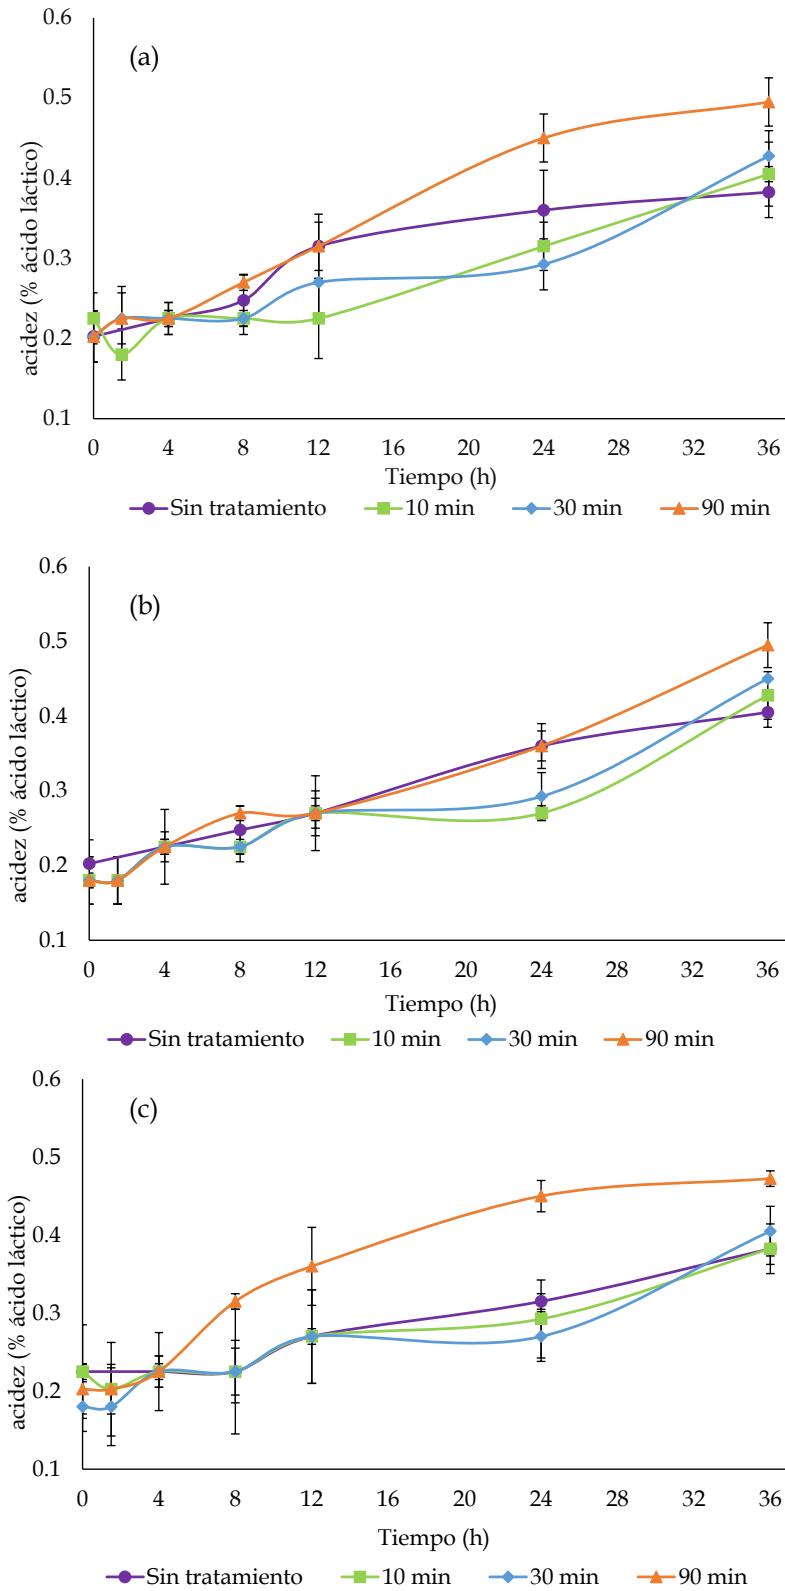 (a)
acidez (% ácido láctico)
0.6
0.5
0.4
0.3
0.2
0.1
0 4 8 12 16 20 24 28 32 36
Tiempo (h)
Sin tratamiento 10 min 30 min 90 min
(b)
acidez (% ácido láctico)
0.6
0.5
0.4
0.3
0.2
0.1
0 4 8 12 16 20 24 28 32 36
Tiempo (h)
Sin tratamiento 10 min 30 min 90 min
(c)
acidez (% ácido láctico)
0.6
0.5
0.4
0.3
0.2
0.1
0 4 8 12 16 20 24 28 32 36
Tiempo (h)
Sin tratamiento 10 min 30 min 90 min